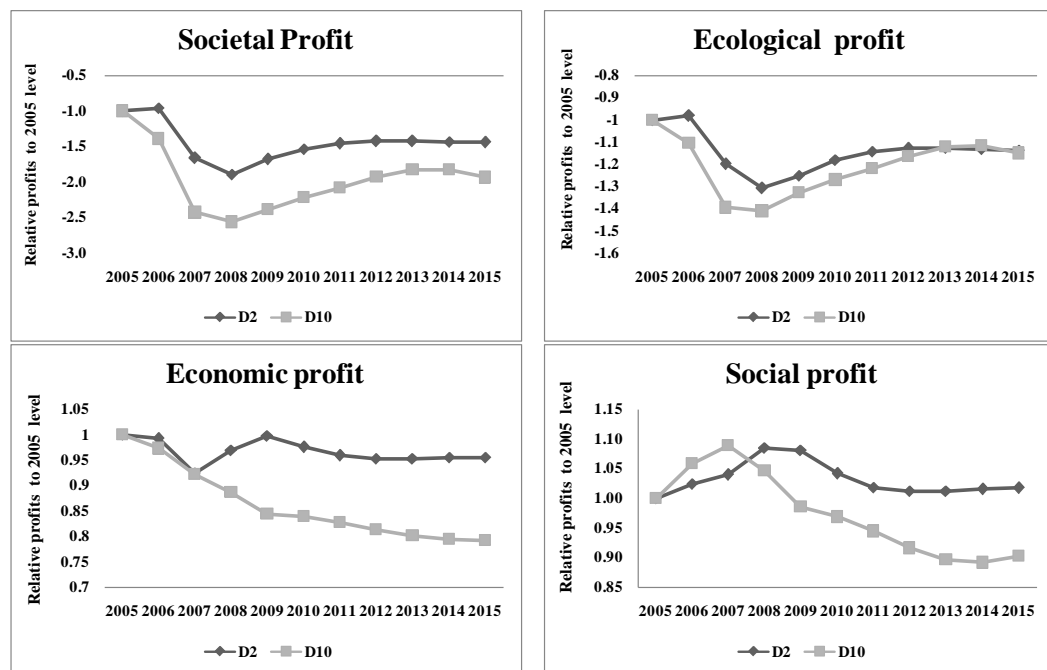 Societal Profit
Relative profits to 2005 level
-0.5
-1.0
-1.5
-2.0
-2.5
-3.0
2005 2006 2007 2008 2009 2010 2011 2012 2013 2014 2015
D2 D10
Ecological profit
Relative profits to 2005 level
-0.8
-0.9
-1
-1.1
-1.2
-1.3
-1.4
-1.5
-1.6
2005 2006 2007 2008 2009 2010 2011 2012 2013 2014 2015
D2 D10
Economic profit
Relative profits to 2005 level
1.05
1
0.95
0.9
0.85
0.8
0.75
0.7
2005 2006 2007 2008 2009 2010 2011 2012 2013 2014 2015
D2 D10
Social profit
Relative profits to 2005 level
1.15
1.10
1.05
1.00
0.95
0.90
0.85
2005 2006 2007 2008 2009 2010 2011 2012 2013 2014 2015
D2 D10